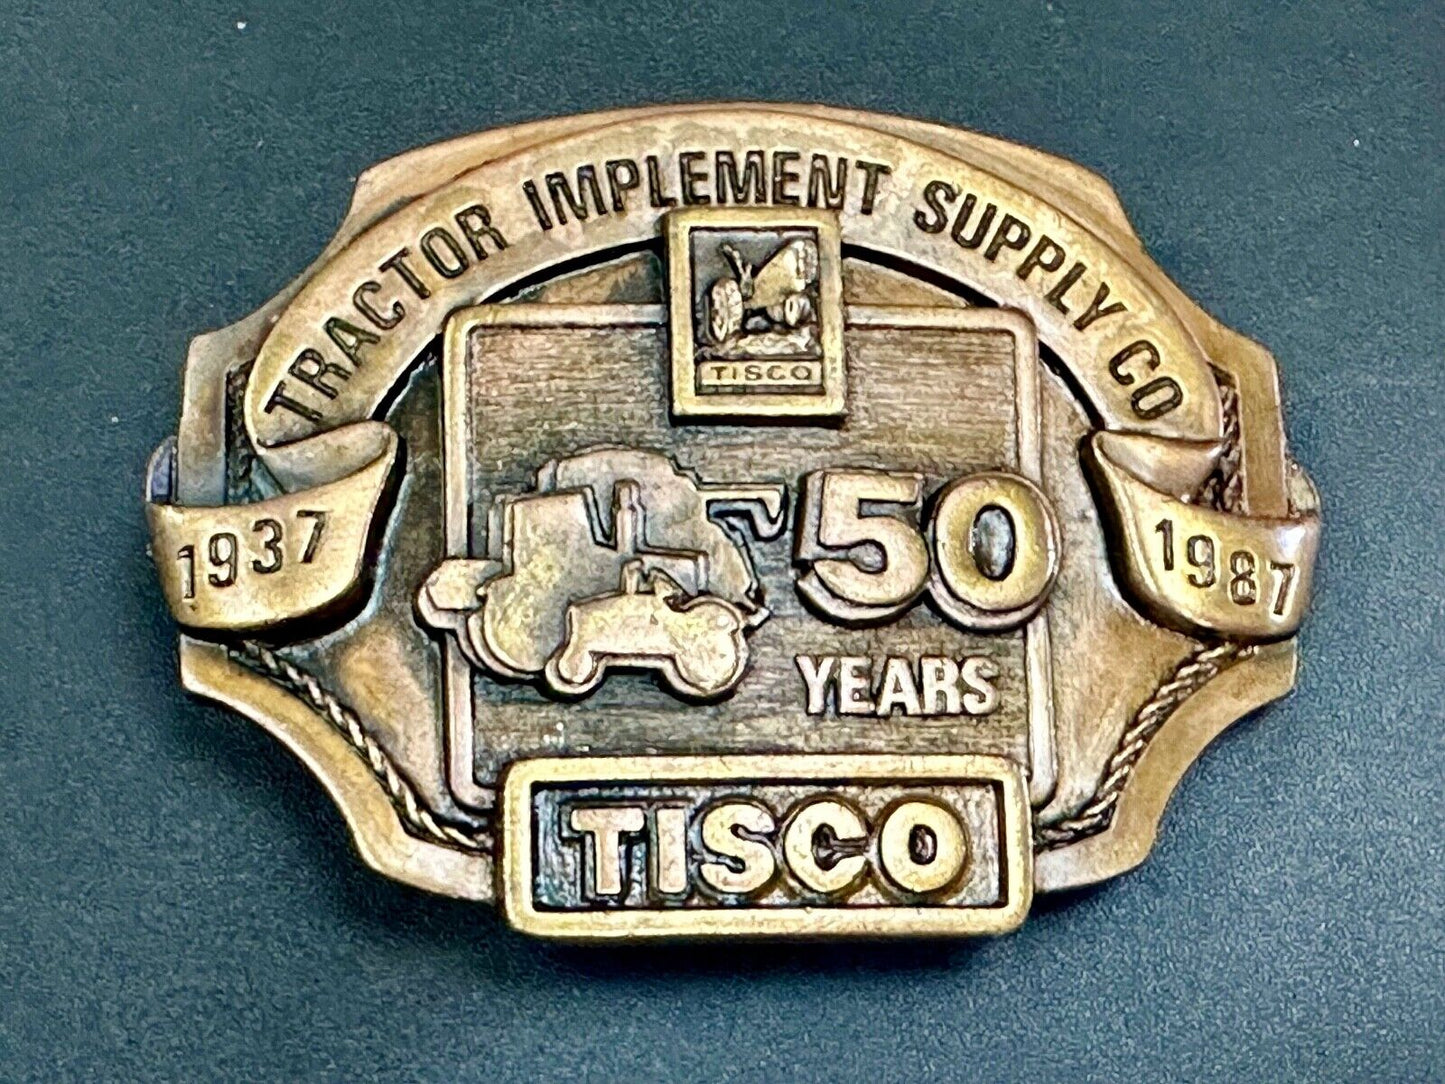 TRACTOR IMPLEMENT SUPPLY CO
TISCO
1937
1987
50
YEARS
TISCO